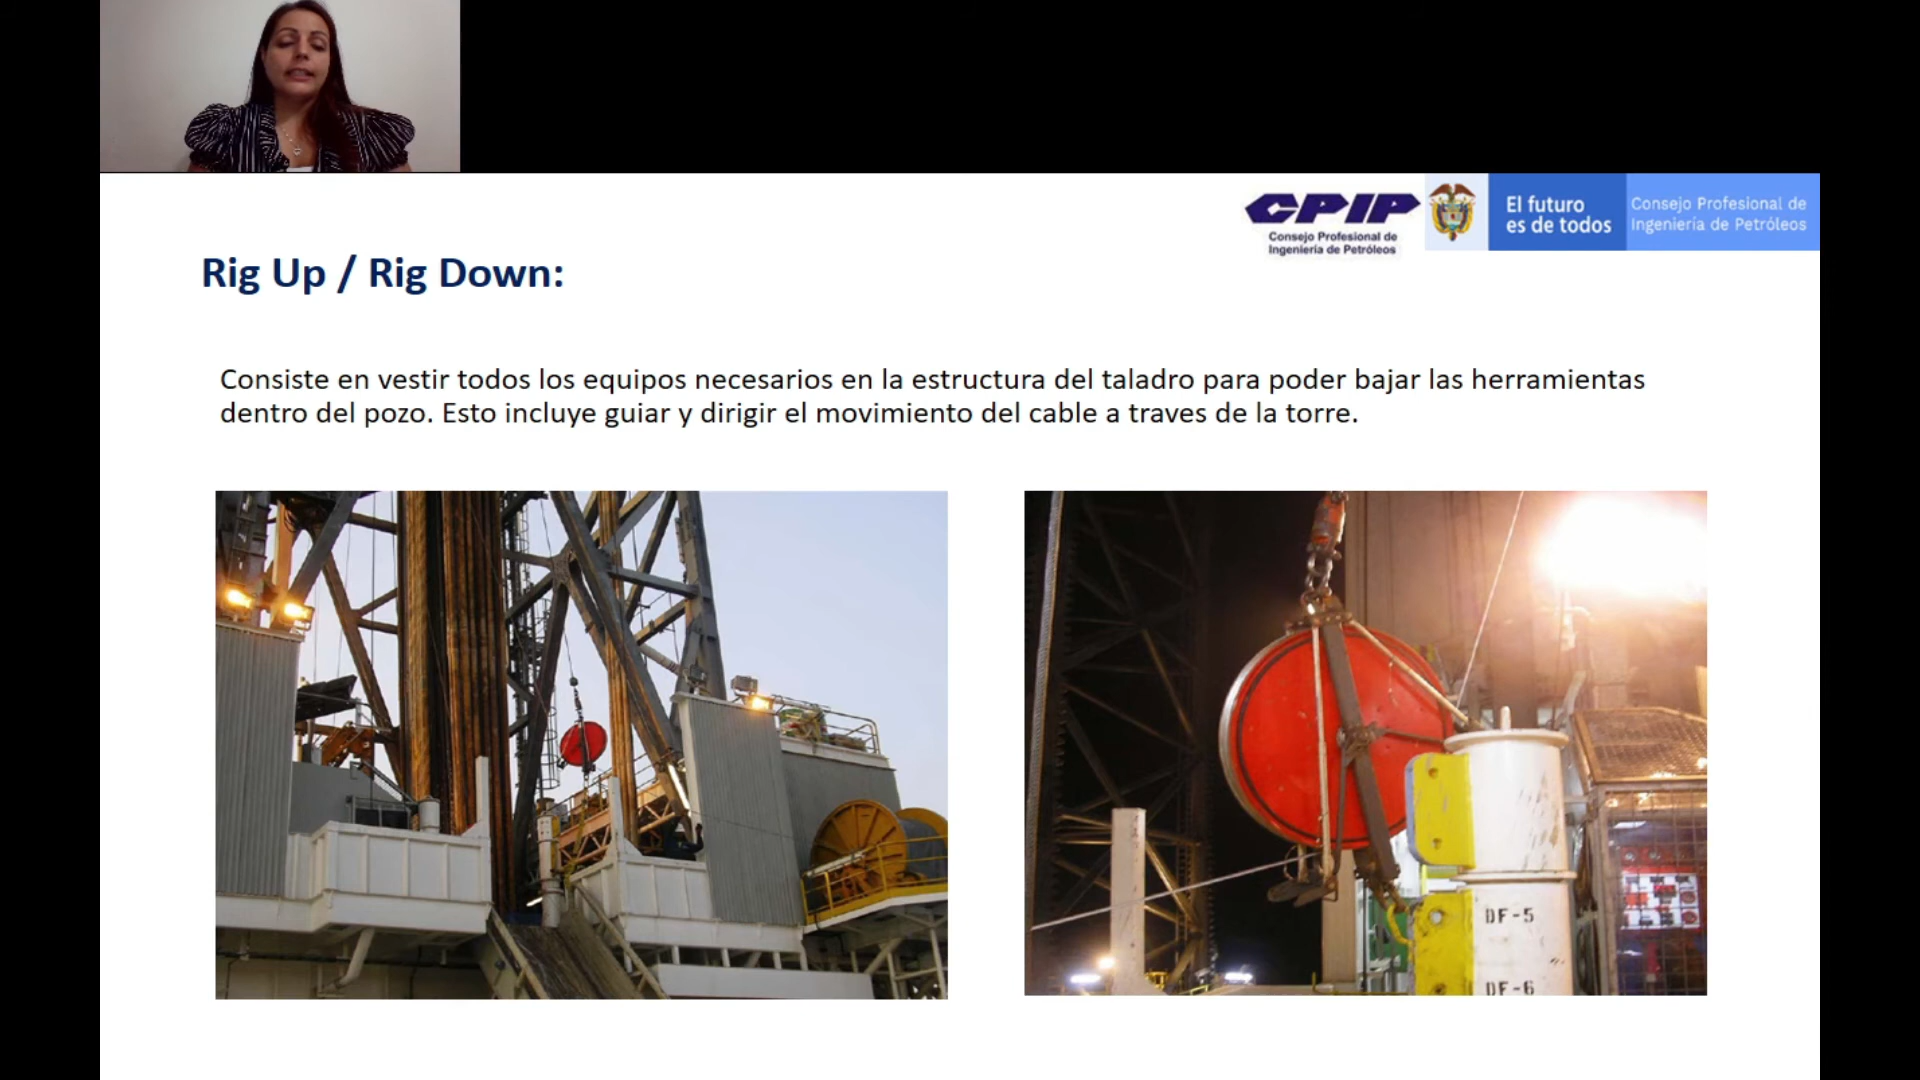 CPIP
Consejo Profesional de
Ingeniería de Petróleos
El futuro
es de todos
Consejo Profesional de
Ingeniería de Petróleos
Rig Up / Rig Down:
Consiste en vestir todos los equipos necesarios en la estructura del taladro para poder bajar las herramientas
dentro del pozo. Esto incluye guiar y dirigir el movimiento del cable a traves de la torre.
DF-5
DF-6